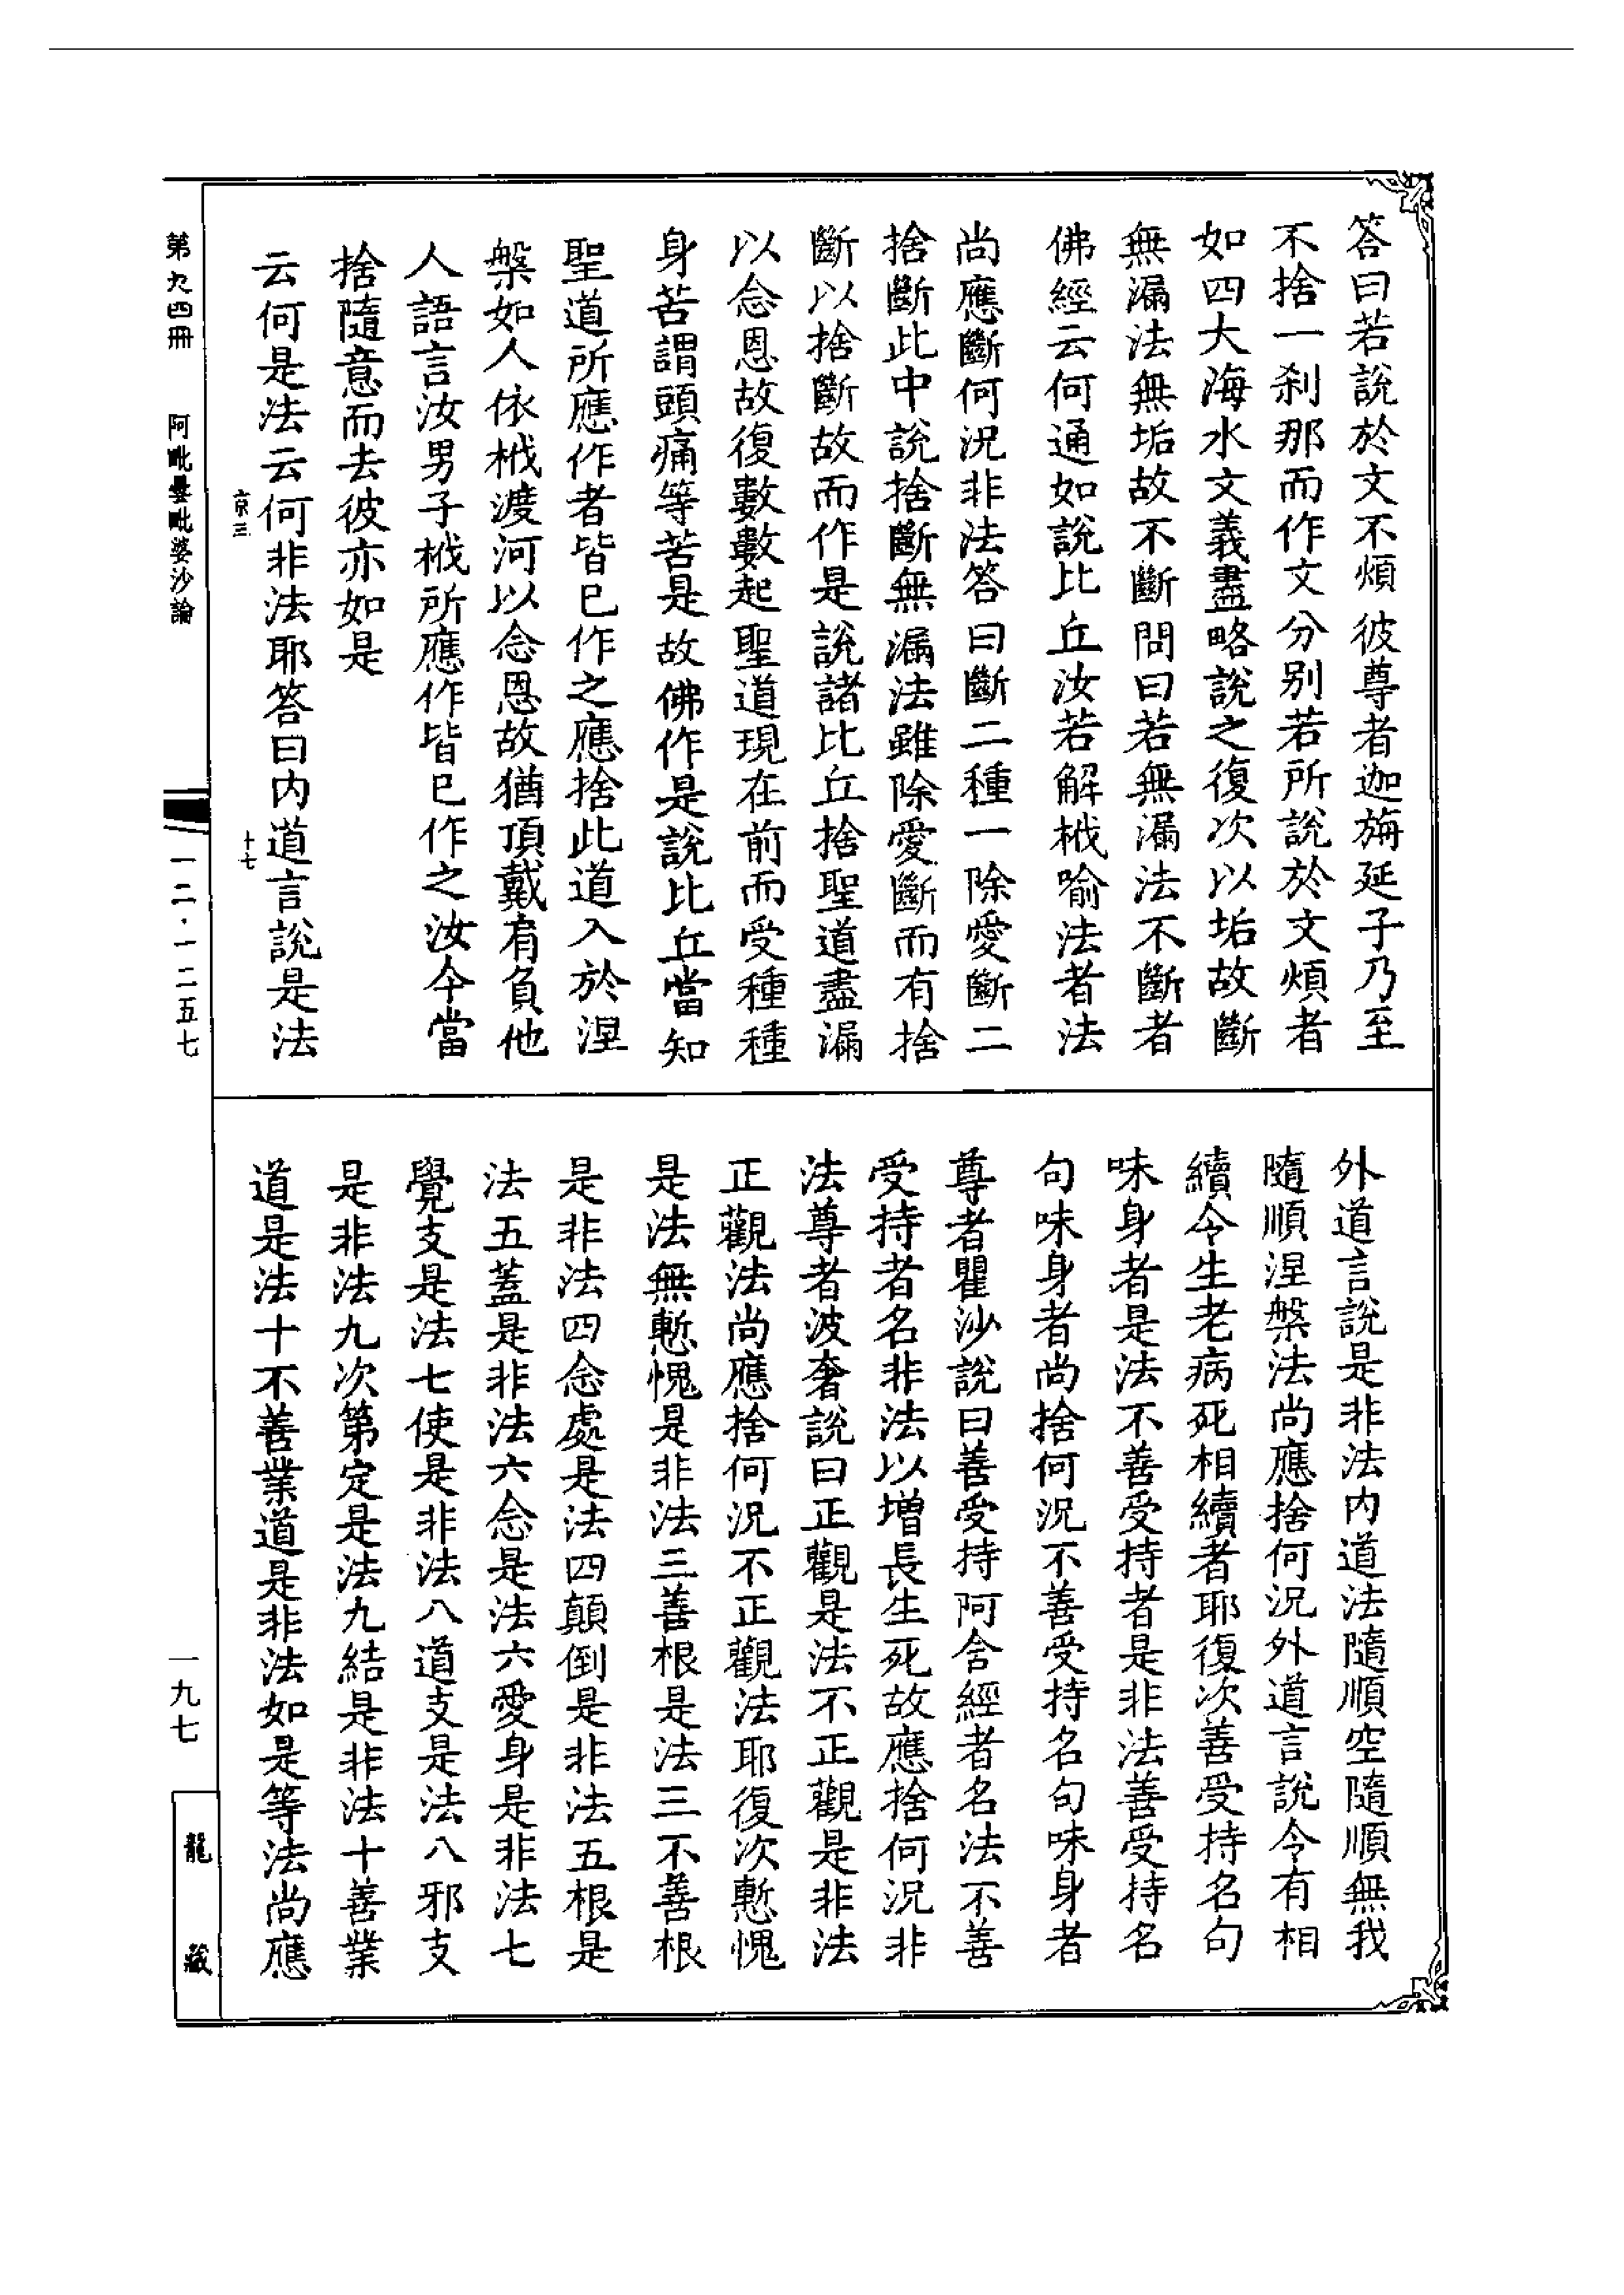 答曰若說於文不煩彼尊者迦旃延子乃至
不捨一剎那而作文分別若所說於文煩者
如四大海水文義盡略說之復次以垢故斷
無漏法無垢故不斷問曰若無漏法不斷者
佛經云何通如說比丘汝若解栰喻法者法
尚應斷何況非法答曰斷二種一除愛斷二
捨斷此中說捨斷無漏法雖除愛斷而有捨
斷以捨斷故而作是說諸比丘捨聖道盡漏
以念恩故復數數起聖道現在前而受種種
身苦謂頭痛等苦是故佛作是說比丘當知
聖道所應作者皆已作之應捨此道入於涅
槃如人依栰渡河以念恩故猶頂戴肩負他
人語言汝男子栰所應作皆已作之汝今當
捨隨意而去彼亦如是
云何是法云何非法耶答曰內道言說是法
京三
十七
外道言說是非法內道法隨順空隨順無我
隨順涅槃法尚應捨何況外道言說令有相
續令生老病死相續者耶復次善受持名句
味身者是法不善受持者是非法善受持名
句味身者尚捨何況不善受持名句味身者
尊者瞿沙說曰善受持阿含經者名法不善
受持者名非法以增長生死故應捨何況非
法尊者波奢說曰正觀是法不正觀是非法
正觀法尚應捨何況不正觀法耶復次慙愧
是法無慙愧是非法三善根是法三不善根
是非法四念處是法四顛倒是非法五根是
法五蓋是非法六念是法六愛身是非法七
覺支是法七使是非法八道支是法八邪支
是非法九次第定是法九結是非法十善業
道是法十不善業道是非法如是等法尚應
第九四冊
阿毗曇毗婆沙論
一二·一二五七
一九七
龍藏